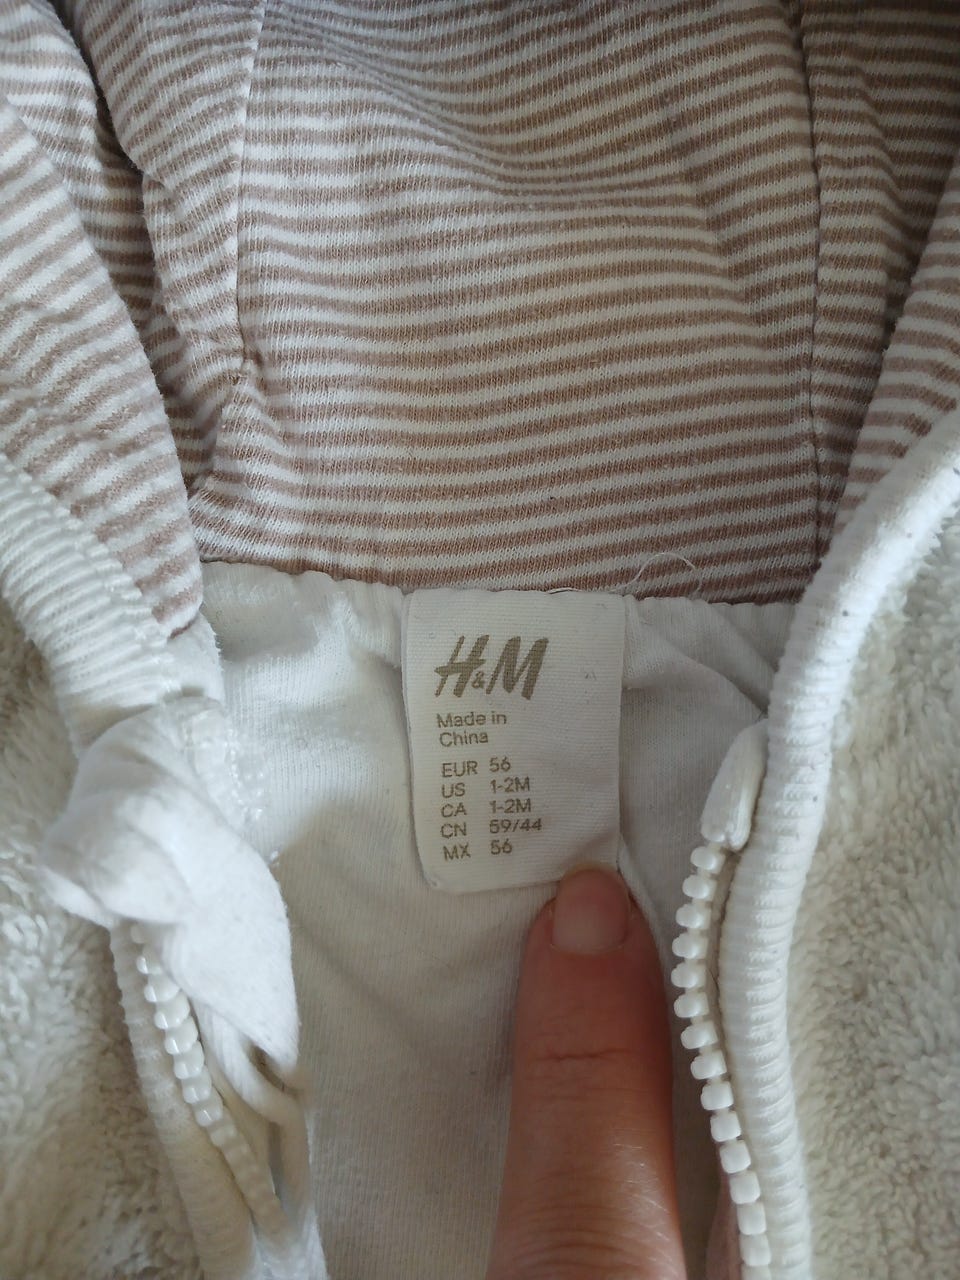 H&M
Made in
China
EUR 56
US 1-2M
CA 1-2M
CN 59/44
MX 56